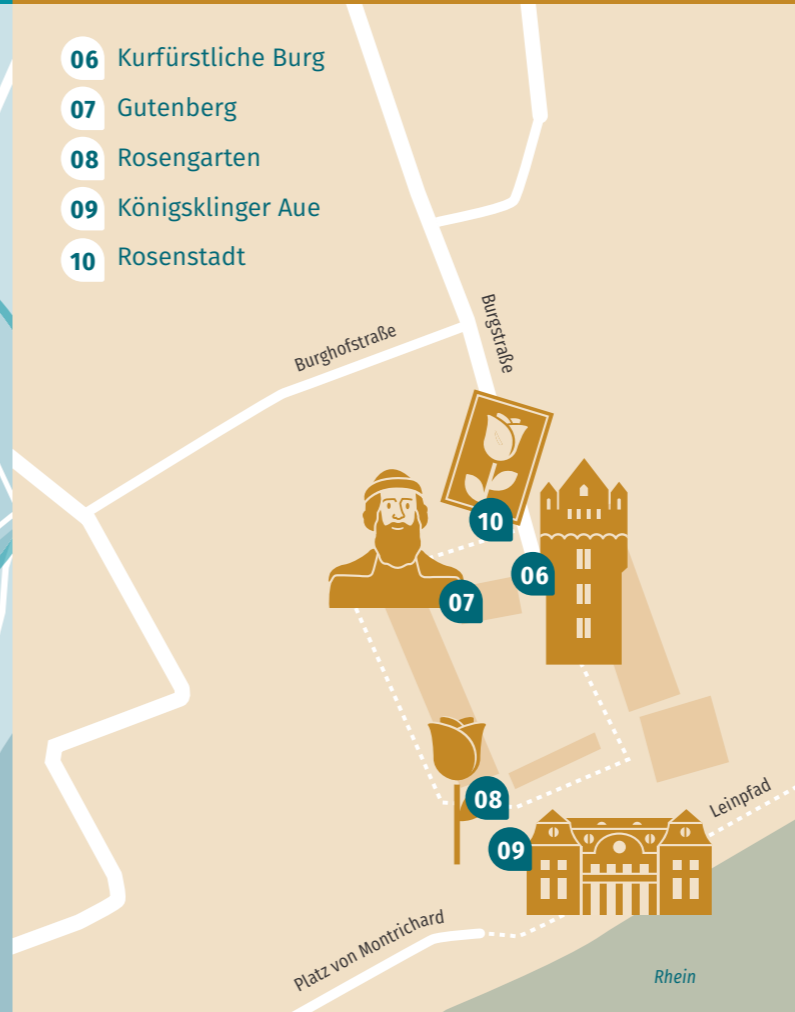 06 Kurfürstliche Burg
07 Gutenberg
08 Rosengarten
09 Königsklinger Aue
10 Rosenstadt
Burghofstraße
Burgstraße
10
06
07
08
09
Leinpfad
Platz von Montrichard
Rhein